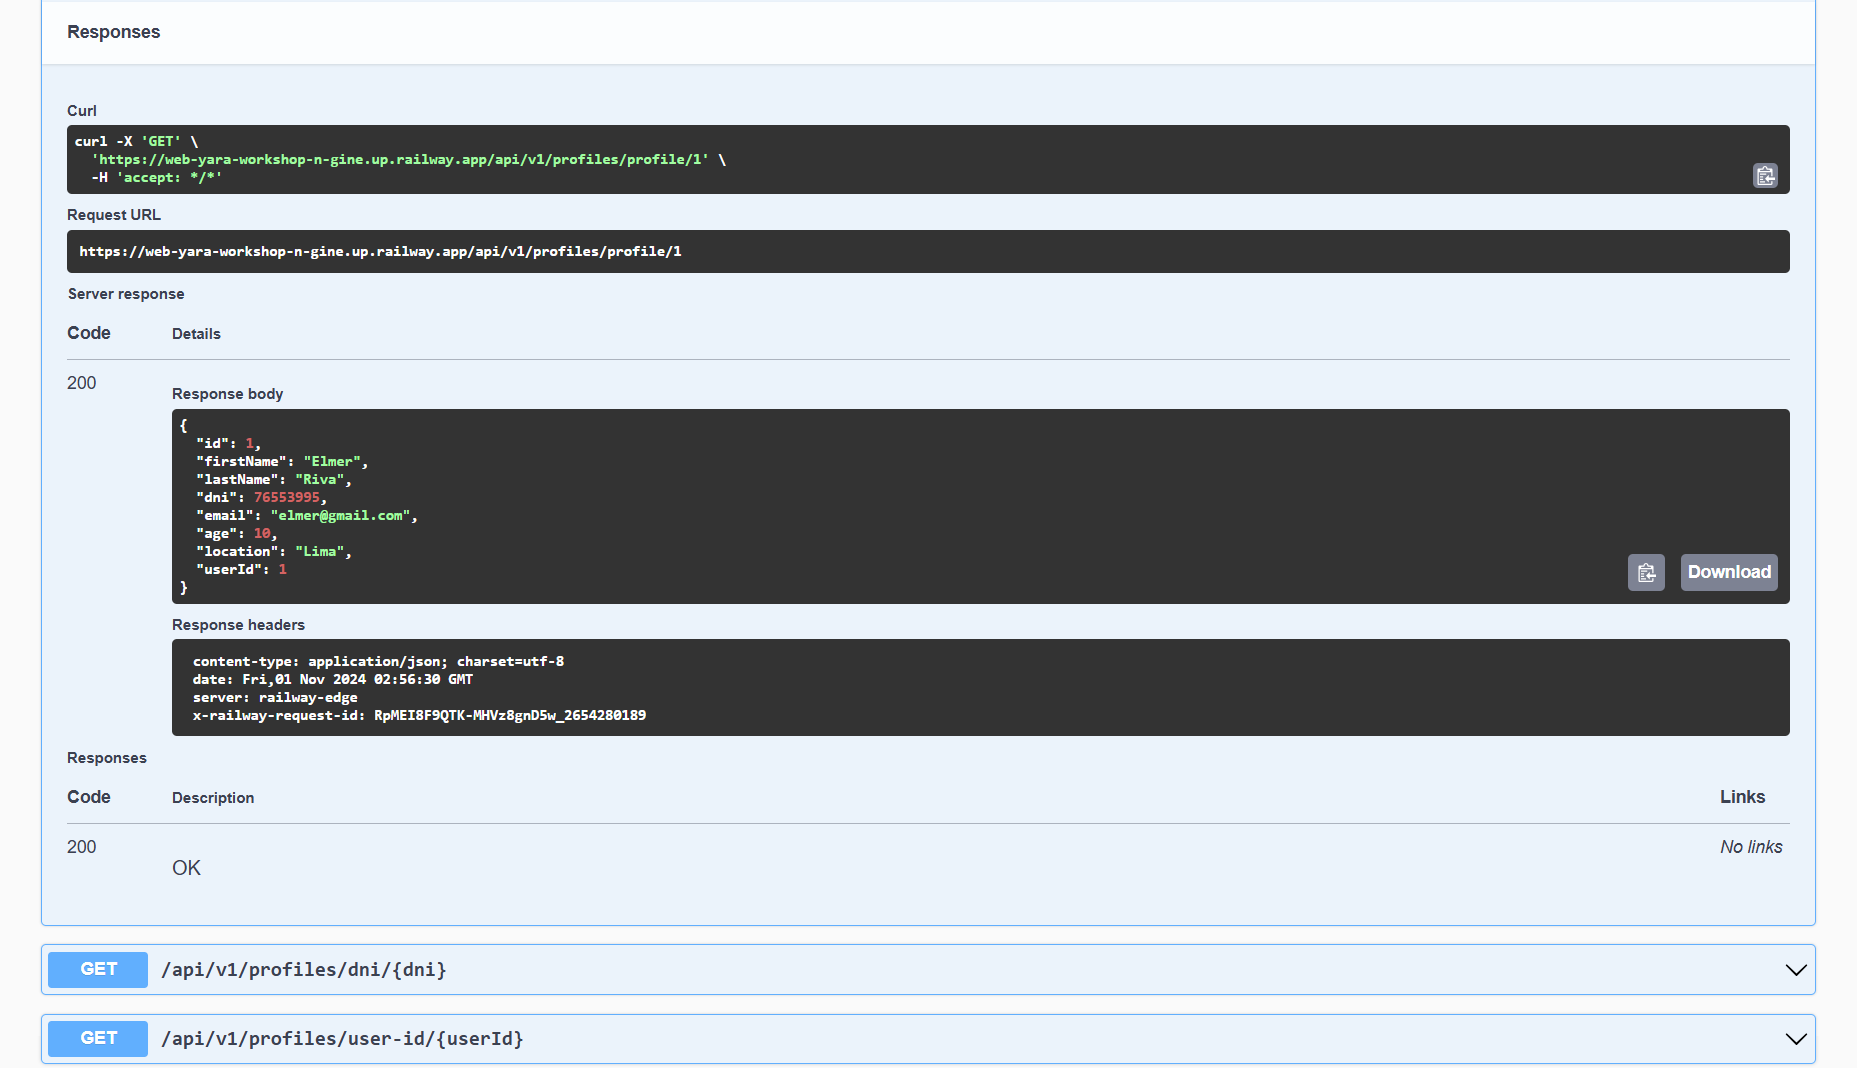 Responses
Curl
curl -X 'GET' \
'https://web-yara-workshop-n-gine.up.railway.app/api/v1/profiles/profile/1' \
-H 'accept: */*'
Request URL
https://web-yara-workshop-n-gine.up.railway.app/api/v1/profiles/profile/1
Server response
Code Details
200
Response body
{
"id": 1,
"firstName": "Elmer",
"lastName": "Riva",
"dni": 76553995,
"email": "elmer@gmail.com",
"age": 10,
"location": "Lima",
"userId": 1
}
Download
Response headers
content-type: application/json; charset=utf-8
date: Fri,01 Nov 2024 02:56:30 GMT
server: railway-edge
x-railway-request-id: RpMEI8F9QTK-MHVz8gnD5w_2654280189
Responses
Code Description Links
200 No links
OK
GET /api/v1/profiles/dni/{dni}
GET /api/v1/profiles/user-id/{userId}